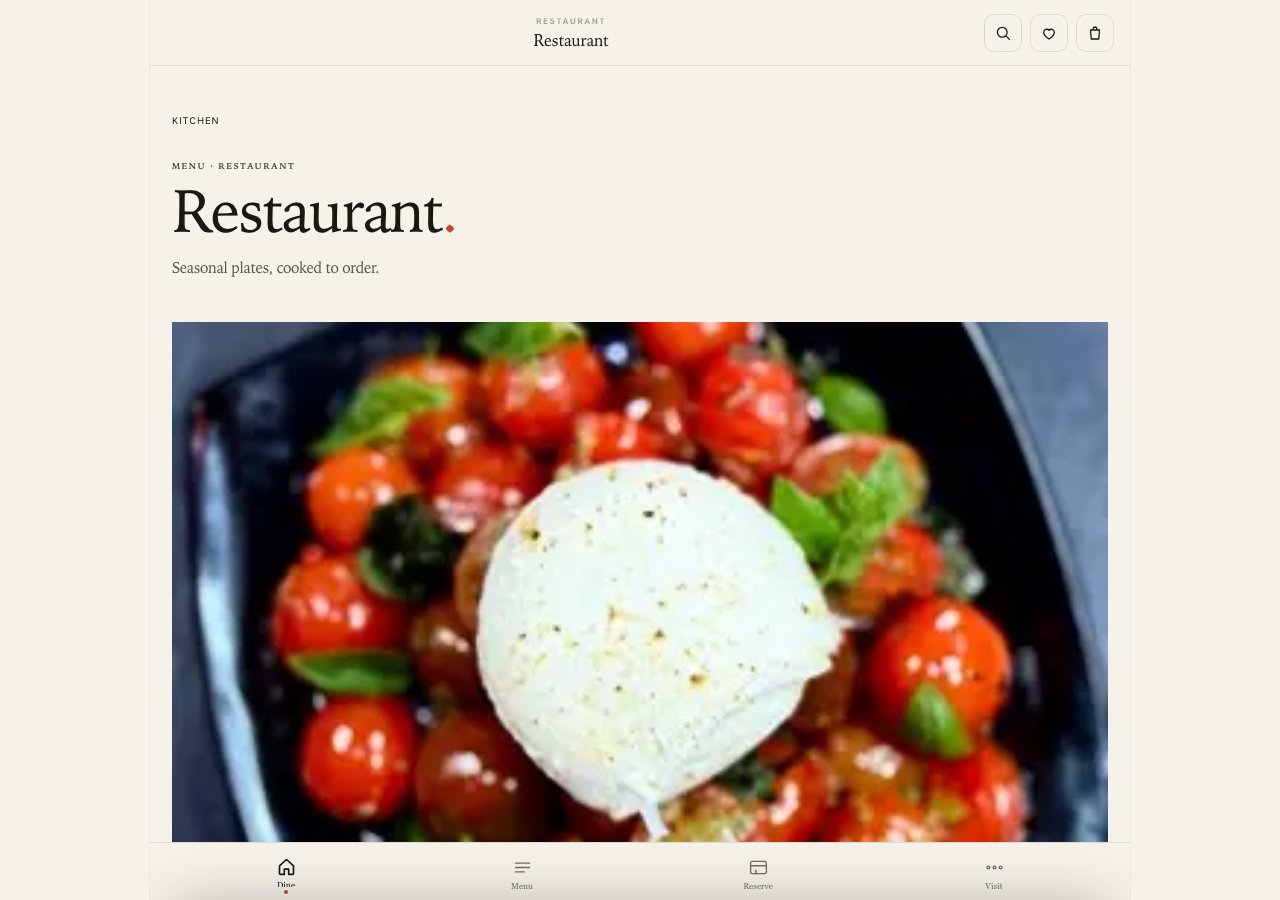 RESTAURANT
Restaurant
KITCHEN
MENU · RESTAURANT
Restaurant.
Seasonal plates, cooked to order.
Dine
Menu
Reserve
Visit